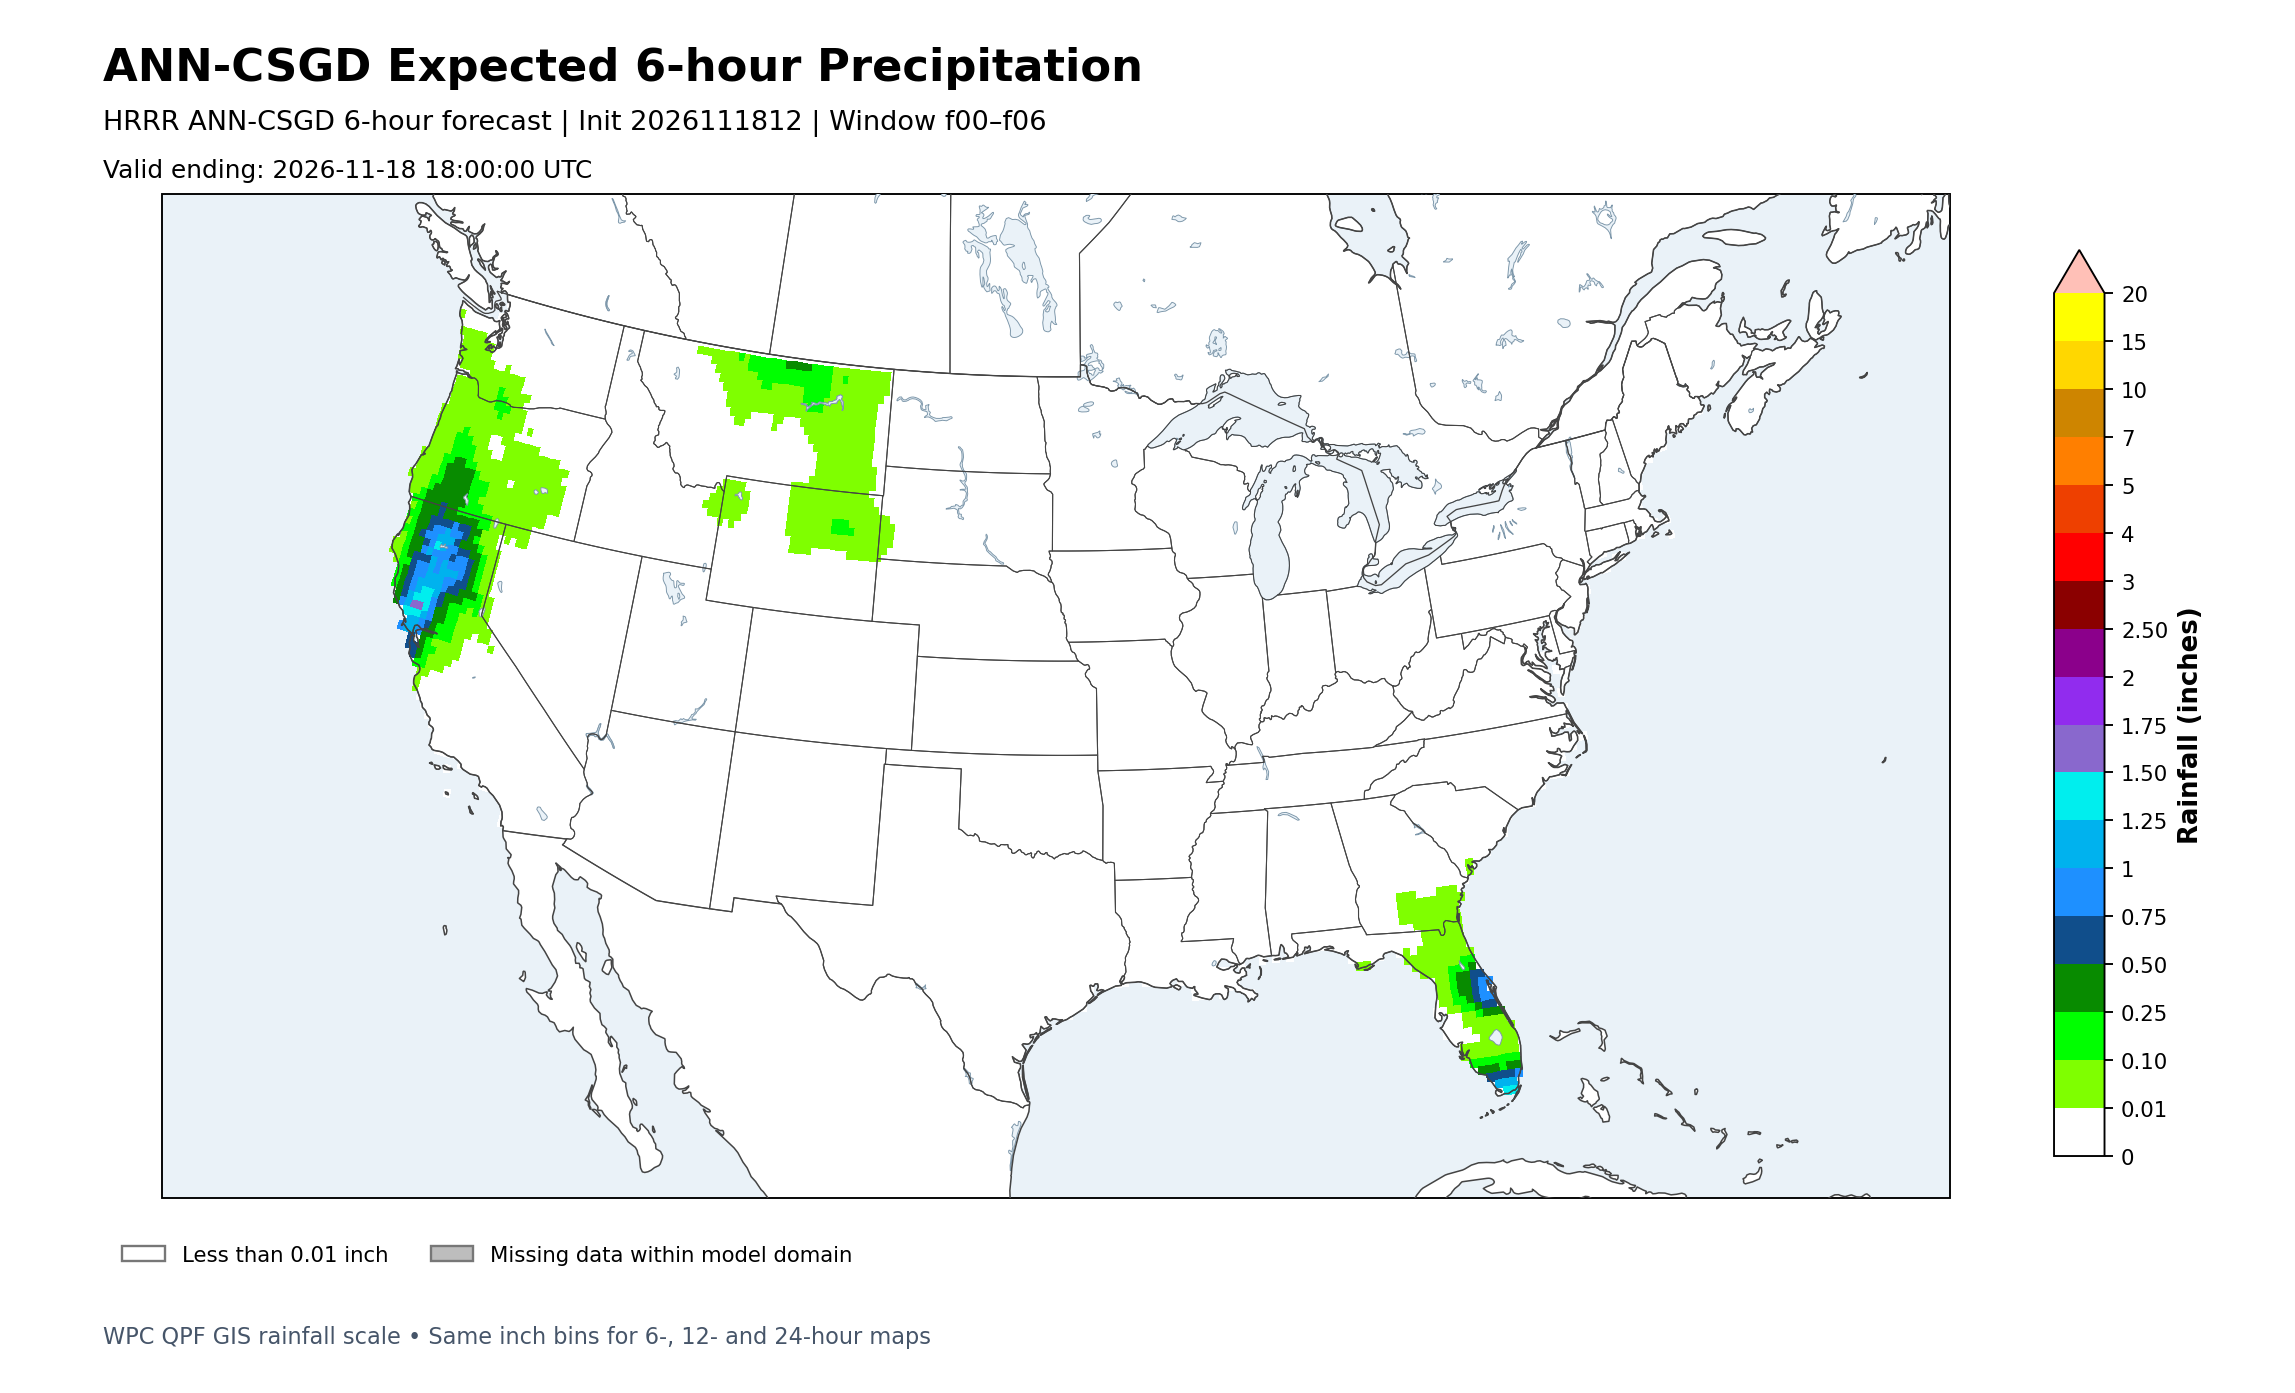 ANN-CSGD Expected 6-hour Precipitation
HRRR ANN-CSGD 6-hour forecast | Init 2026111812 | Window f00–f06
Valid ending: 2026-11-18 18:00:00 UTC
20
15
10
7
5
4
3
2.50
2
1.75
1.50
1.25
1
0.75
0.50
0.25
0.10
0.01
0
Rainfall (inches)
Less than 0.01 inch
Missing data within model domain
WPC QPF GIS rainfall scale • Same inch bins for 6-, 12- and 24-hour maps